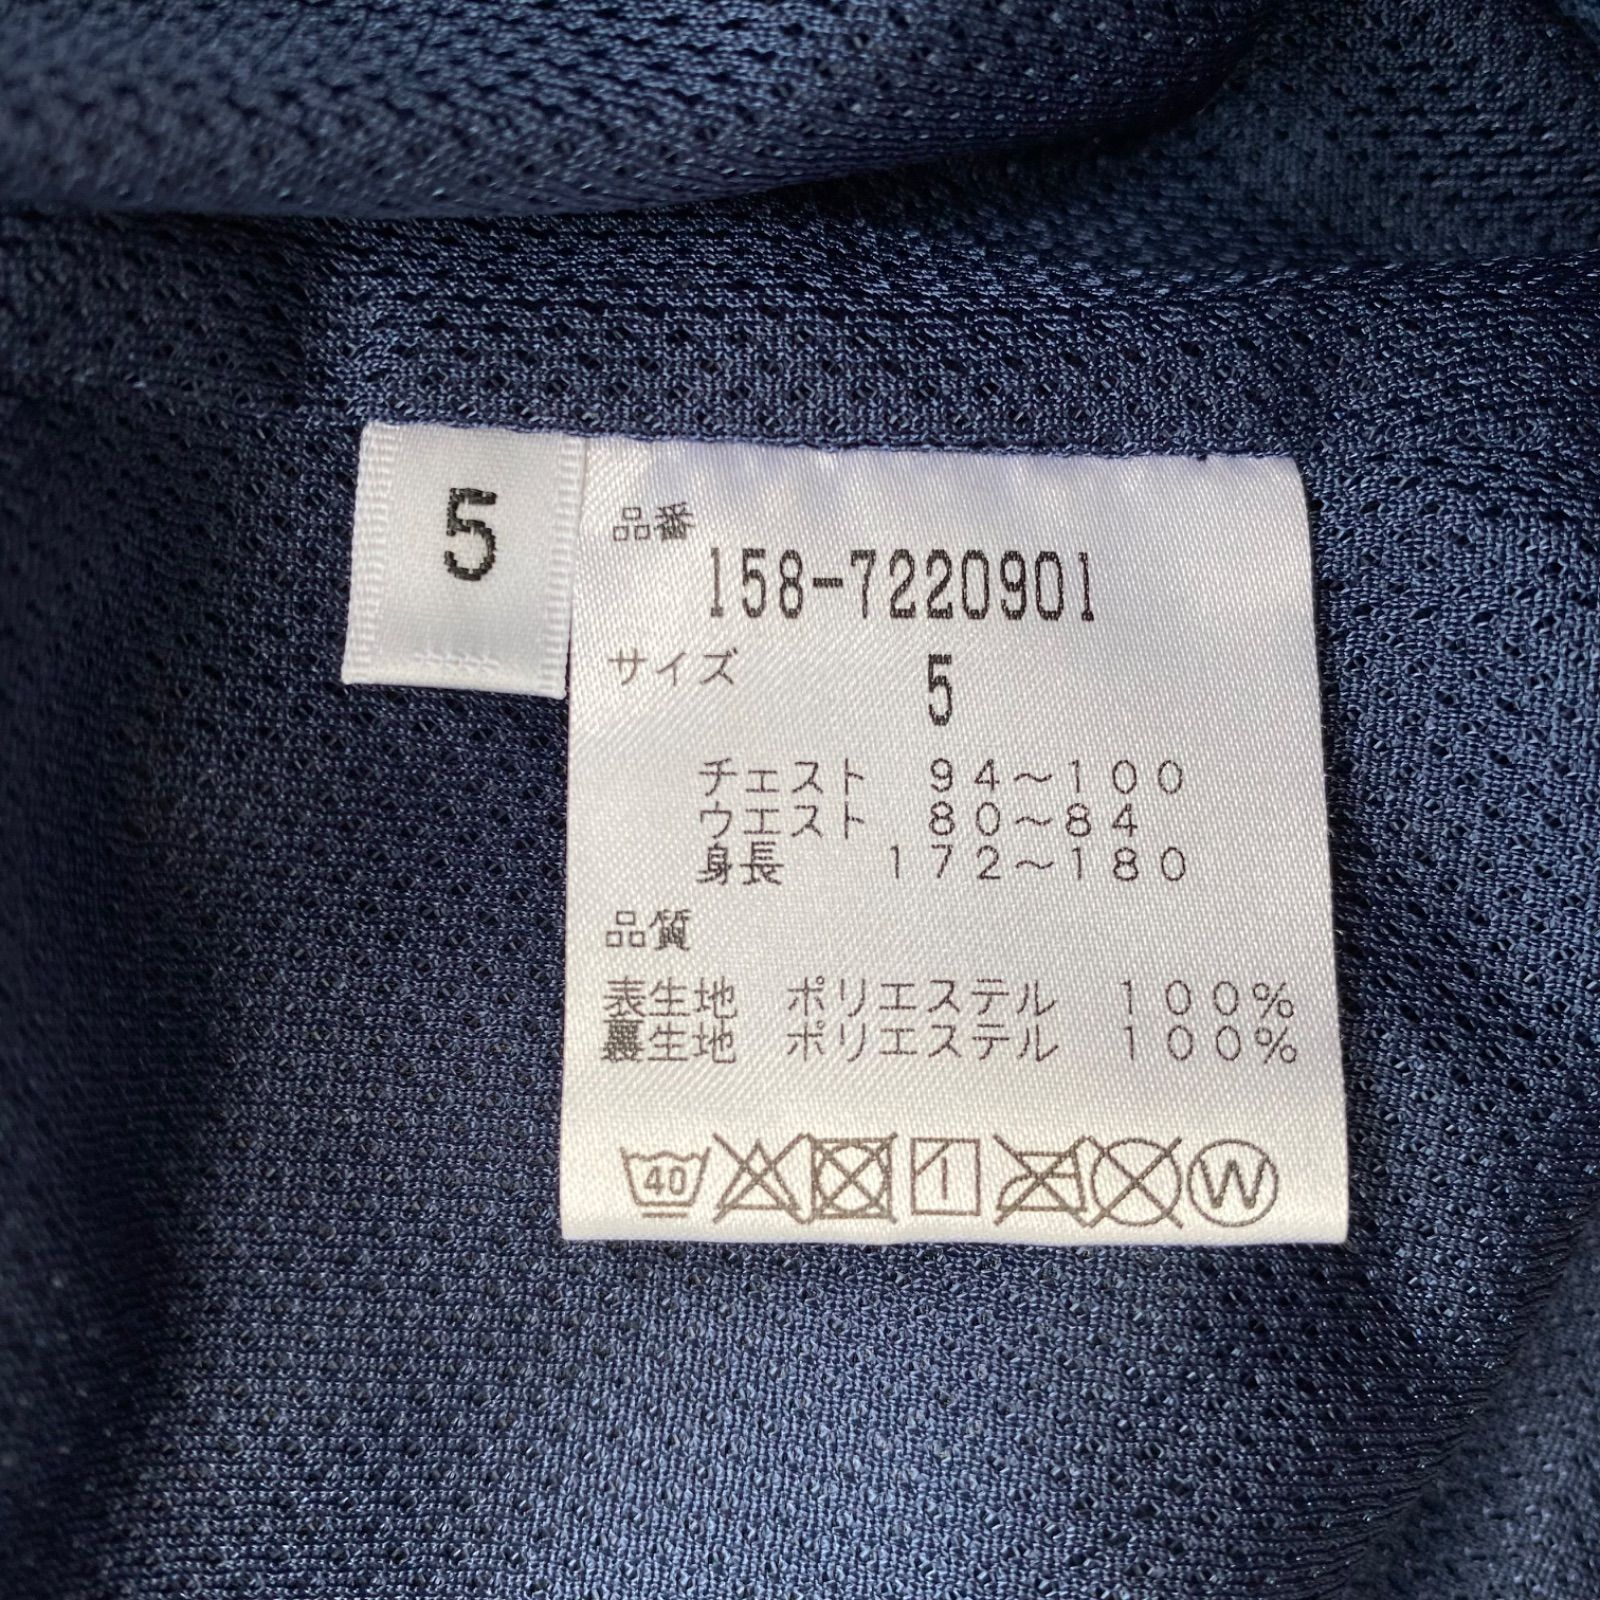 5
品番
158-7220901
サイズ 5
チェスト 94～100
ウエスト 80～84
身長 172～180
品質
表生地 ポリエステル 100%
裏生地 ポリエステル 100%
40 1 W